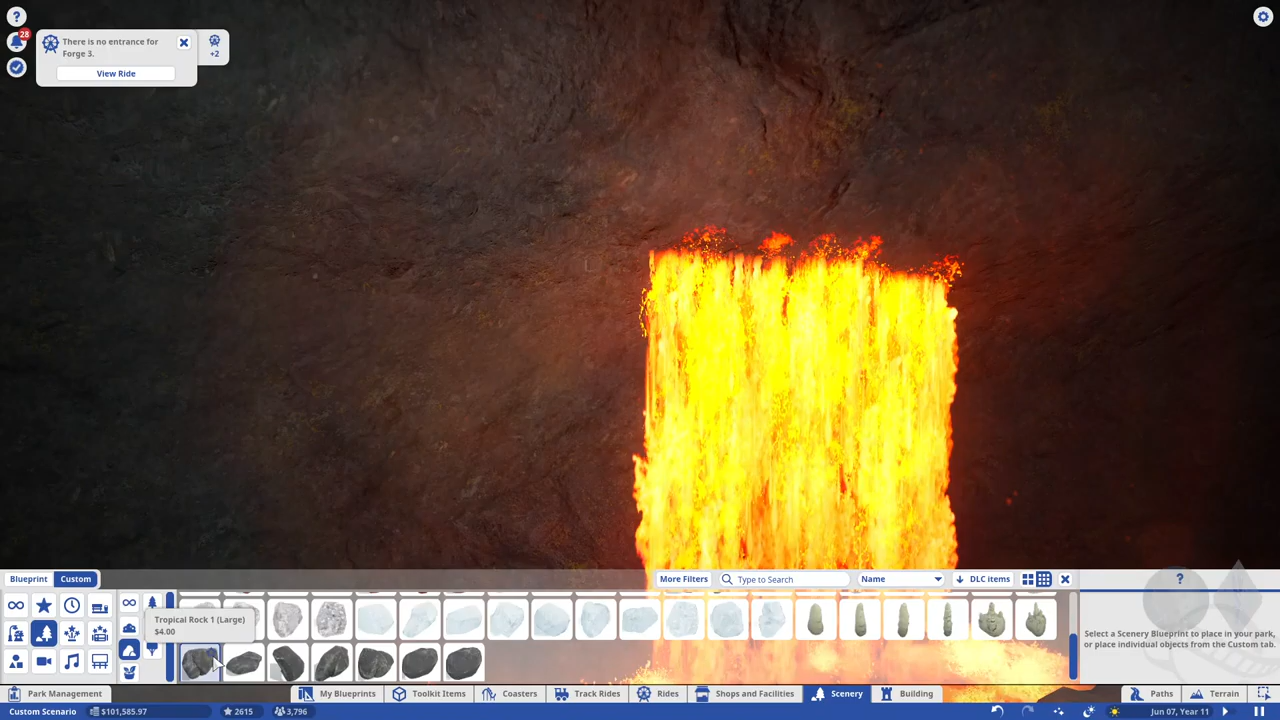 ?
28
There is no entrance for
Forge 3.
View Ride
+2
Blueprint
Custom
More Filters
Type to Search
Name
DLC items
?
Tropical Rock 1 (Large)
$4.00
Select a Scenery Blueprint to place in your park,
or place individual objects from the Custom tab.
Park Management
My Blueprints
Toolkit Items
Coasters
Track Rides
Rides
Shops and Facilities
Scenery
Building
Paths
Terrain
Custom Scenario
$101,585.97
2615
3,796
Jun 07, Year 11